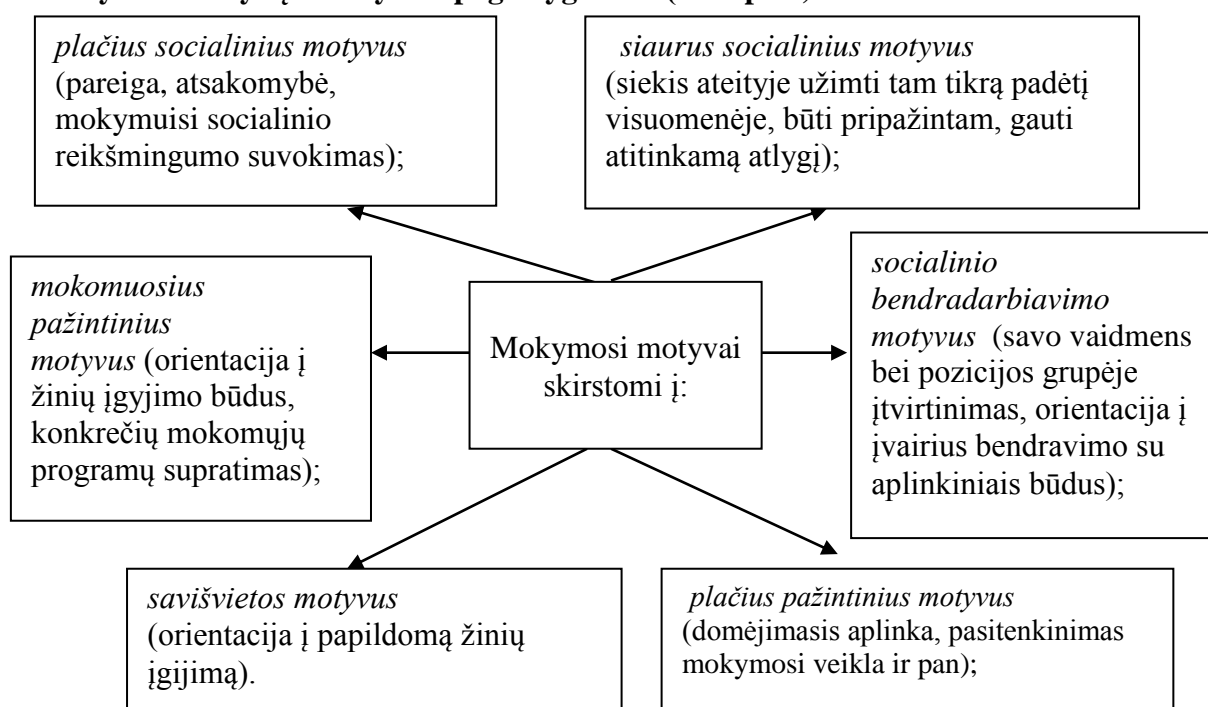 plačius socialinius motyvus
(pareiga, atsakomybė,
mokymuisi socialinio
reikšmingumo suvokimas);
siaurus socialinius motyvus
(siekis ateityje užimti tam tikrą padėtį
visuomenėje, būti pripažintam, gauti
atitinkamą atlygį);
mokomuosius
pažintinius
motyvus (orientacija į
žinių įgyjimo būdus,
konkrečių mokomųjų
programų supratimas);
Mokymosi motyvai
skirstomi į:
socialinio
bendradarbiavimo
motyvus (savo vaidmens
bei pozicijos grupėje
įtvirtinimas, orientacija į
įvairius bendravimo su
aplinkiniais būdus);
savišvietos motyvus
(orientacija į papildomą žinių
įgijimą).
plačius pažintinius motyvus
(domėjimasis aplinka, pasitenkinimas
mokymosi veikla ir pan);